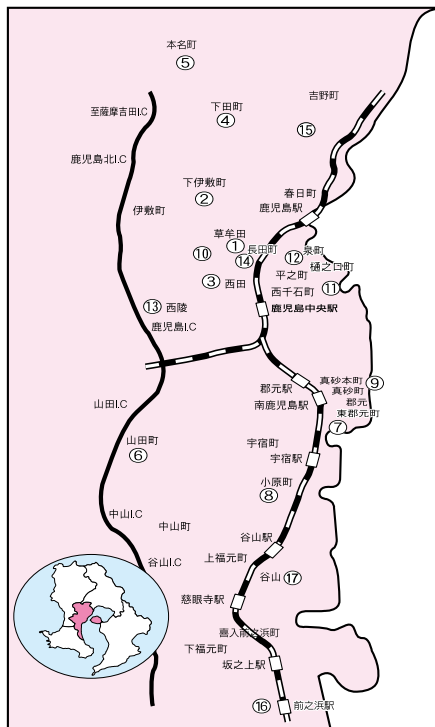 本名町
⑤
至薩摩吉田I.C
下田町
④
吉野町
⑮
鹿児島北I.C
下伊敷町
②
春日町
鹿児島駅
伊敷町
草牟田
①
⑩
長田町
⑭
⑫
泉町
樋之口町
⑪
平之町
③
西田
西千石町
⑬
西陵
鹿児島中央駅
鹿児島I.C
郡元駅
真砂本町
⑨
真砂町
郡元
南鹿児島駅
東郡元町
⑦
山田I.C
山田町
⑥
宇宿町
宇宿駅
小原町
⑧
中山I.C
中山町
谷山駅
上福元町
谷山I.C
谷山
⑰
慈眼寺駅
喜入前之浜町
下福元町
坂之上駅
⑯
前之浜駅